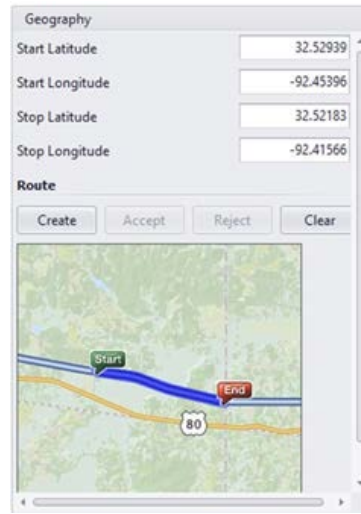 Geography
Start Latitude 32.52939
Start Longitude -92.45396
Stop Latitude 32.52183
Stop Longitude -92.41566
Route
Create Accept Reject Clear
Start
End
80